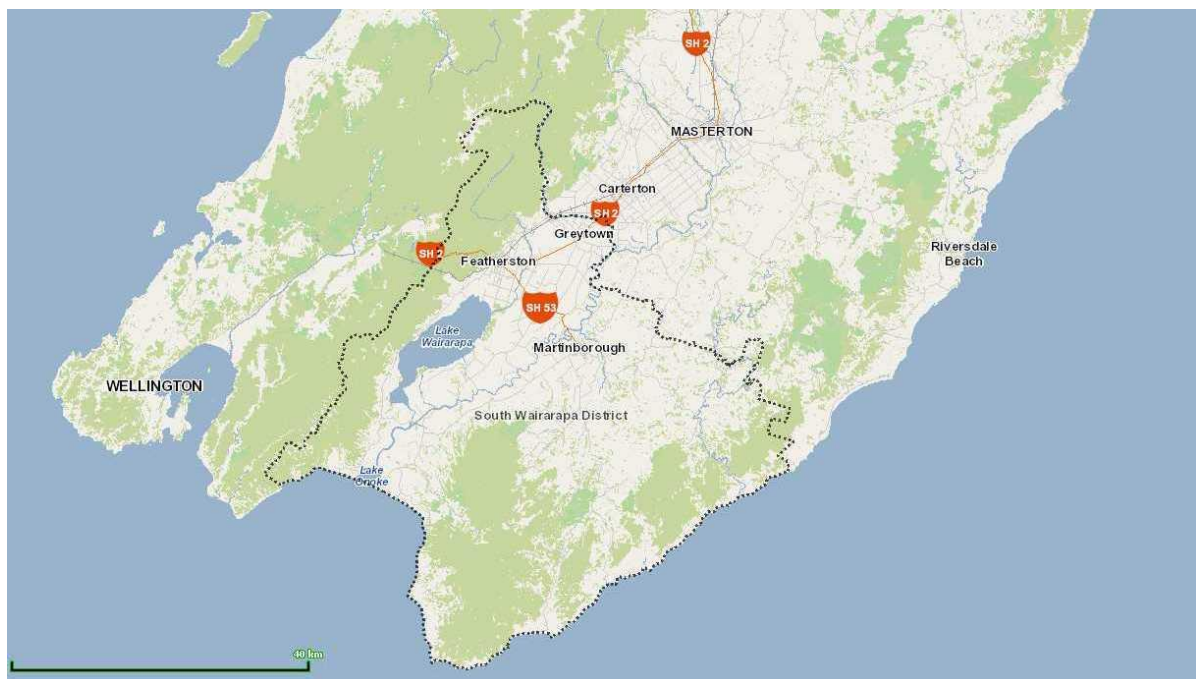 SH 2
MASTERTON
Carterton
SH 2
Greytown
SH 2
Featherston
Riversdale
Beach
SH 53
Lake
Wairarapa
Martinborough
WELLINGTON
South Wairarapa District
Lake
Onoke
40 km